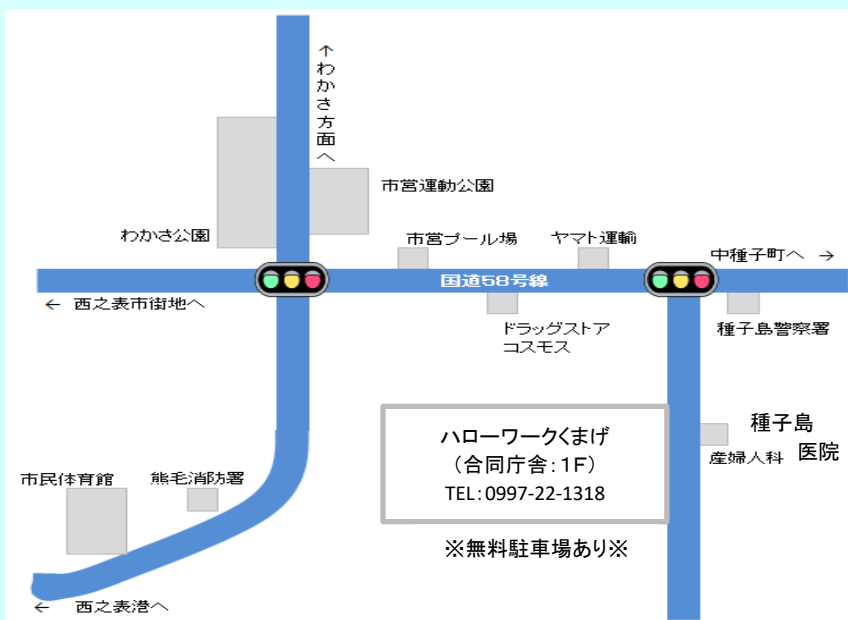 ↑わかさ方面へ
市営運動公園
わかさ公園
市営プール場
ヤマト運輸
中種子町へ →
国道58号線
← 西之表市街地へ
ドラッグストア
コスモス
種子島警察署
ハローワークくまげ
（合同庁舎：１Ｆ）
TEL：0997-22-1318
※無料駐車場あり※
種子島
産婦人科 医院
市民体育館
熊毛消防署
← 西之表港へ